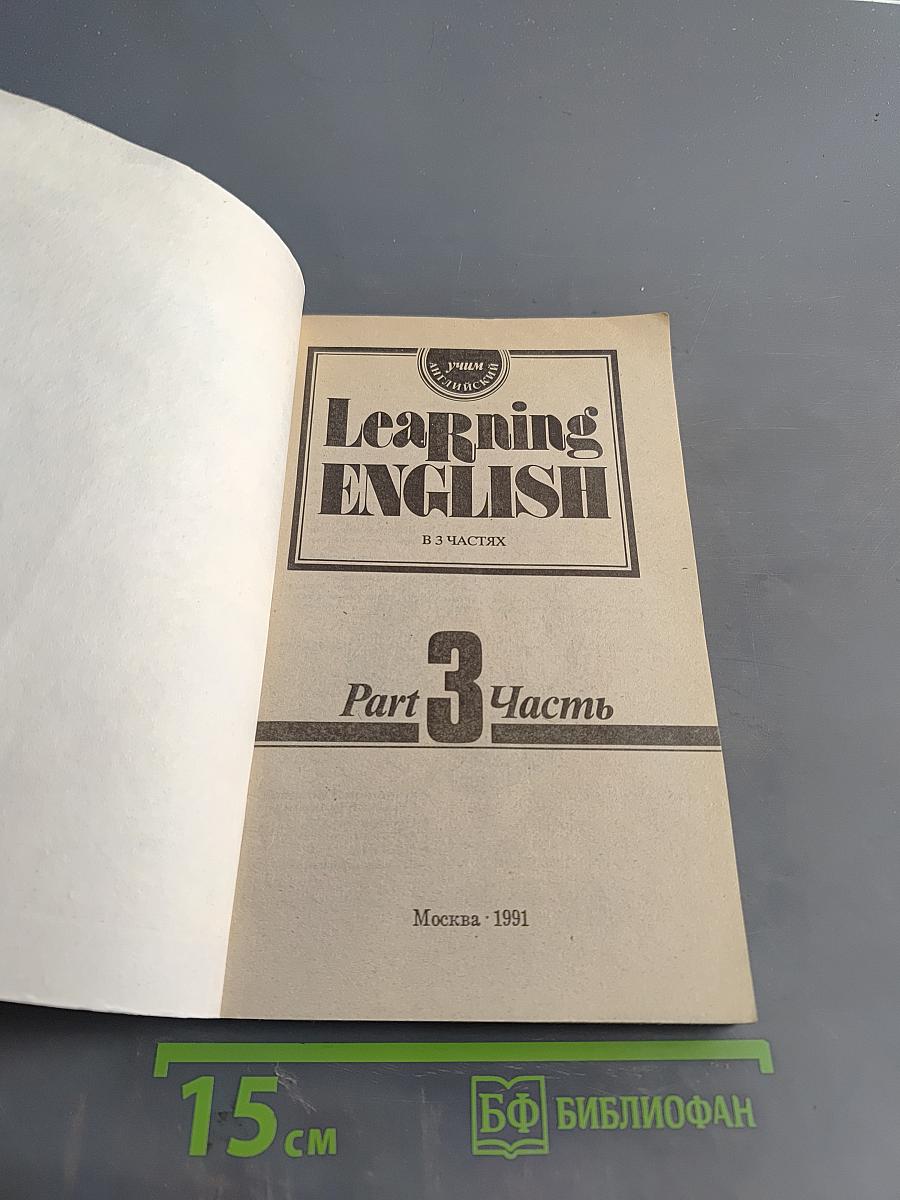 учим
АНГЛИЙСКИЙ
LeaRning
ENGLISH
В 3 ЧАСТЯХ
Part 3 Часть
Москва · 1991
15 см
БФ БИБЛИОФАН